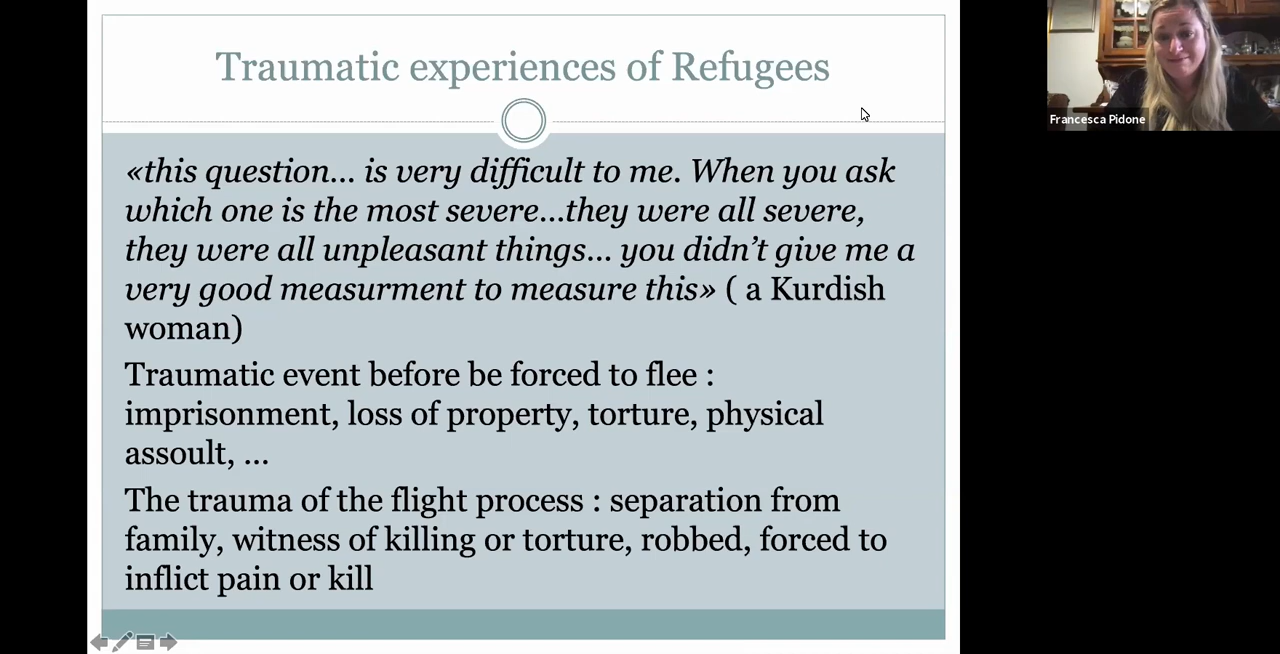 Traumatic experiences of Refugees
«this question... is very difficult to me. When you ask
which one is the most severe...they were all severe,
they were all unpleasant things... you didn't give me a
very good measurment to measure this» ( a Kurdish
woman)
Traumatic event before be forced to flee :
imprisonment, loss of property, torture, physical
assoult, ...
The trauma of the flight process : separation from
family, witness of killing or torture, robbed, forced to
inflict pain or kill
Francesca Pidone